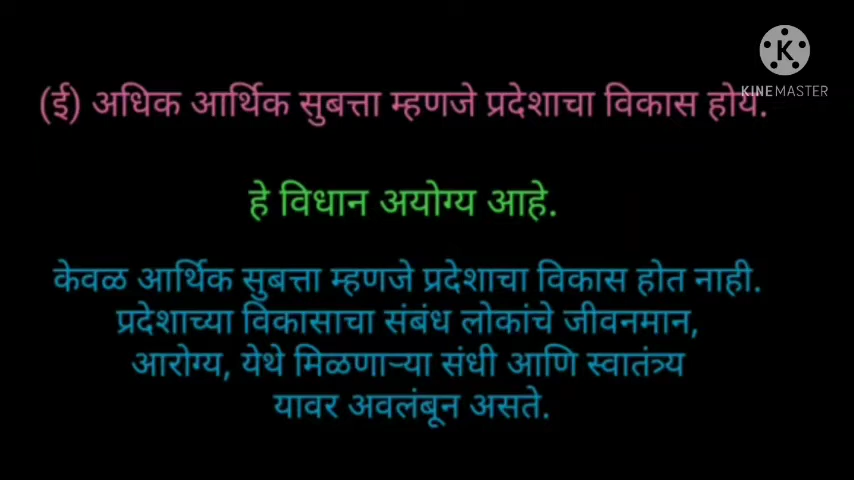 K
KINEMASTER
(ई) अधिक आर्थिक सुबत्ता म्हणजे प्रदेशाचा विकास होय.
हे विधान अयोग्य आहे.
केवळ आर्थिक सुबत्ता म्हणजे प्रदेशाचा विकास होत नाही.
प्रदेशाच्या विकासाचा संबंध लोकांचे जीवनमान,
आरोग्य, येथे मिळणाऱ्या संधी आणि स्वातंत्र्य
यावर अवलंबून असते.